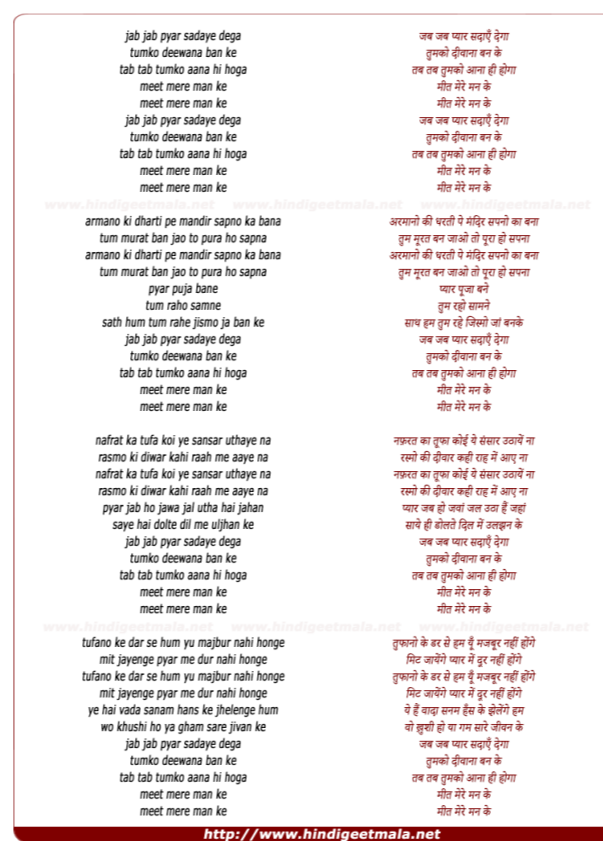 jab jab pyar sadaye dega
tumko deewana ban ke
tab tab tumko aana hi hoga
meet mere man ke
meet mere man ke
jab jab pyar sadaye dega
tumko deewana ban ke
tab tab tumko aana hi hoga
meet mere man ke
meet mere man ke
www.hindigeetmala.net www.hindigeetmala.net
armano ki dharti pe mandir sapno ka bana
tum murat ban jao to pura ho sapna
armano ki dharti pe mandir sapno ka bana
tum murat ban jao to pura ho sapna
pyar puja bane
tum raho samne
sath hum tum rahe jismo ja ban ke
jab jab pyar sadaye dega
tumko deewana ban ke
tab tab tumko aana hi hoga
meet mere man ke
meet mere man ke
nafrat ka tufa koi ye sansar uthaye na
rasmo ki diwar kahi raah me aaye na
nafrat ka tufa koi ye sansar uthaye na
rasmo ki diwar kahi raah me aaye na
pyar jab ho jawa jal utha hai jahan
saye hai dolte dil me uljhan ke
jab jab pyar sadaye dega
tumko deewana ban ke
tab tab tumko aana hi hoga
meet mere man ke
meet mere man ke
www.hindigeetmala.net www.hindigeetmala.net
tufano ke dar se hum yu majbur nahi honge
mit jayenge pyar me dur nahi honge
tufano ke dar se hum yu majbur nahi honge
mit jayenge pyar me dur nahi honge
ye hai vada sanam hans ke jhelenge hum
wo khushi ho ya gham sare jivan ke
jab jab pyar sadaye dega
tumko deewana ban ke
tab tab tumko aana hi hoga
meet mere man ke
meet mere man ke
जब जब प्यार सदाएँ देगा
तुमको दीवाना बन के
तब तब तुमको आना ही होगा
मीत मेरे मन के
मीत मेरे मन के
जब जब प्यार सदाएँ देगा
तुमको दीवाना बन के
तब तब तुमको आना ही होगा
मीत मेरे मन के
मीत मेरे मन के
www.hindigeetmala.net
अरमानो की धरती पे मंदिर सपनो का बना
तुम मूरत बन जाओ तो पूरा हो सपना
अरमानो की धरती पे मंदिर सपनो का बना
तुम मूरत बन जाओ तो पूरा हो सपना
प्यार पूजा बने
तुम रहो सामने
साथ हम तुम रहे जिस्मो जां बनके
जब जब प्यार सदाएँ देगा
तुमको दीवाना बन के
तब तब तुमको आना ही होगा
मीत मेरे मन के
मीत मेरे मन के
नफ़रत का तूफा कोई ये संसार उठायें ना
रस्मो की दीवार कही राह में आए ना
नफ़रत का तूफा कोई ये संसार उठायें ना
रस्मो की दीवार कही राह में आए ना
प्यार जब हो जवां जल उठा हैं जहां
साये ही डोलते दिल में उलझन के
जब जब प्यार सदाएँ देगा
तुमको दीवाना बन के
तब तब तुमको आना ही होगा
मीत मेरे मन के
मीत मेरे मन के
www.hindigeetmala.net
तुफानो के डर से हम यूँ मजबूर नहीं होंगे
मिट जायेंगे प्यार में दूर नहीं होंगे
तुफानो के डर से हम यूँ मजबूर नहीं होंगे
मिट जायेंगे प्यार में दूर नहीं होंगे
ये हैं वादा सनम हँस के झेलेंगे हम
वो ख़ुशी हो या गम सारे जीवन के
जब जब प्यार सदाएँ देगा
तुमको दीवाना बन के
तब तब तुमको आना ही होगा
मीत मेरे मन के
मीत मेरे मन के
http://www.hindigeetmala.net